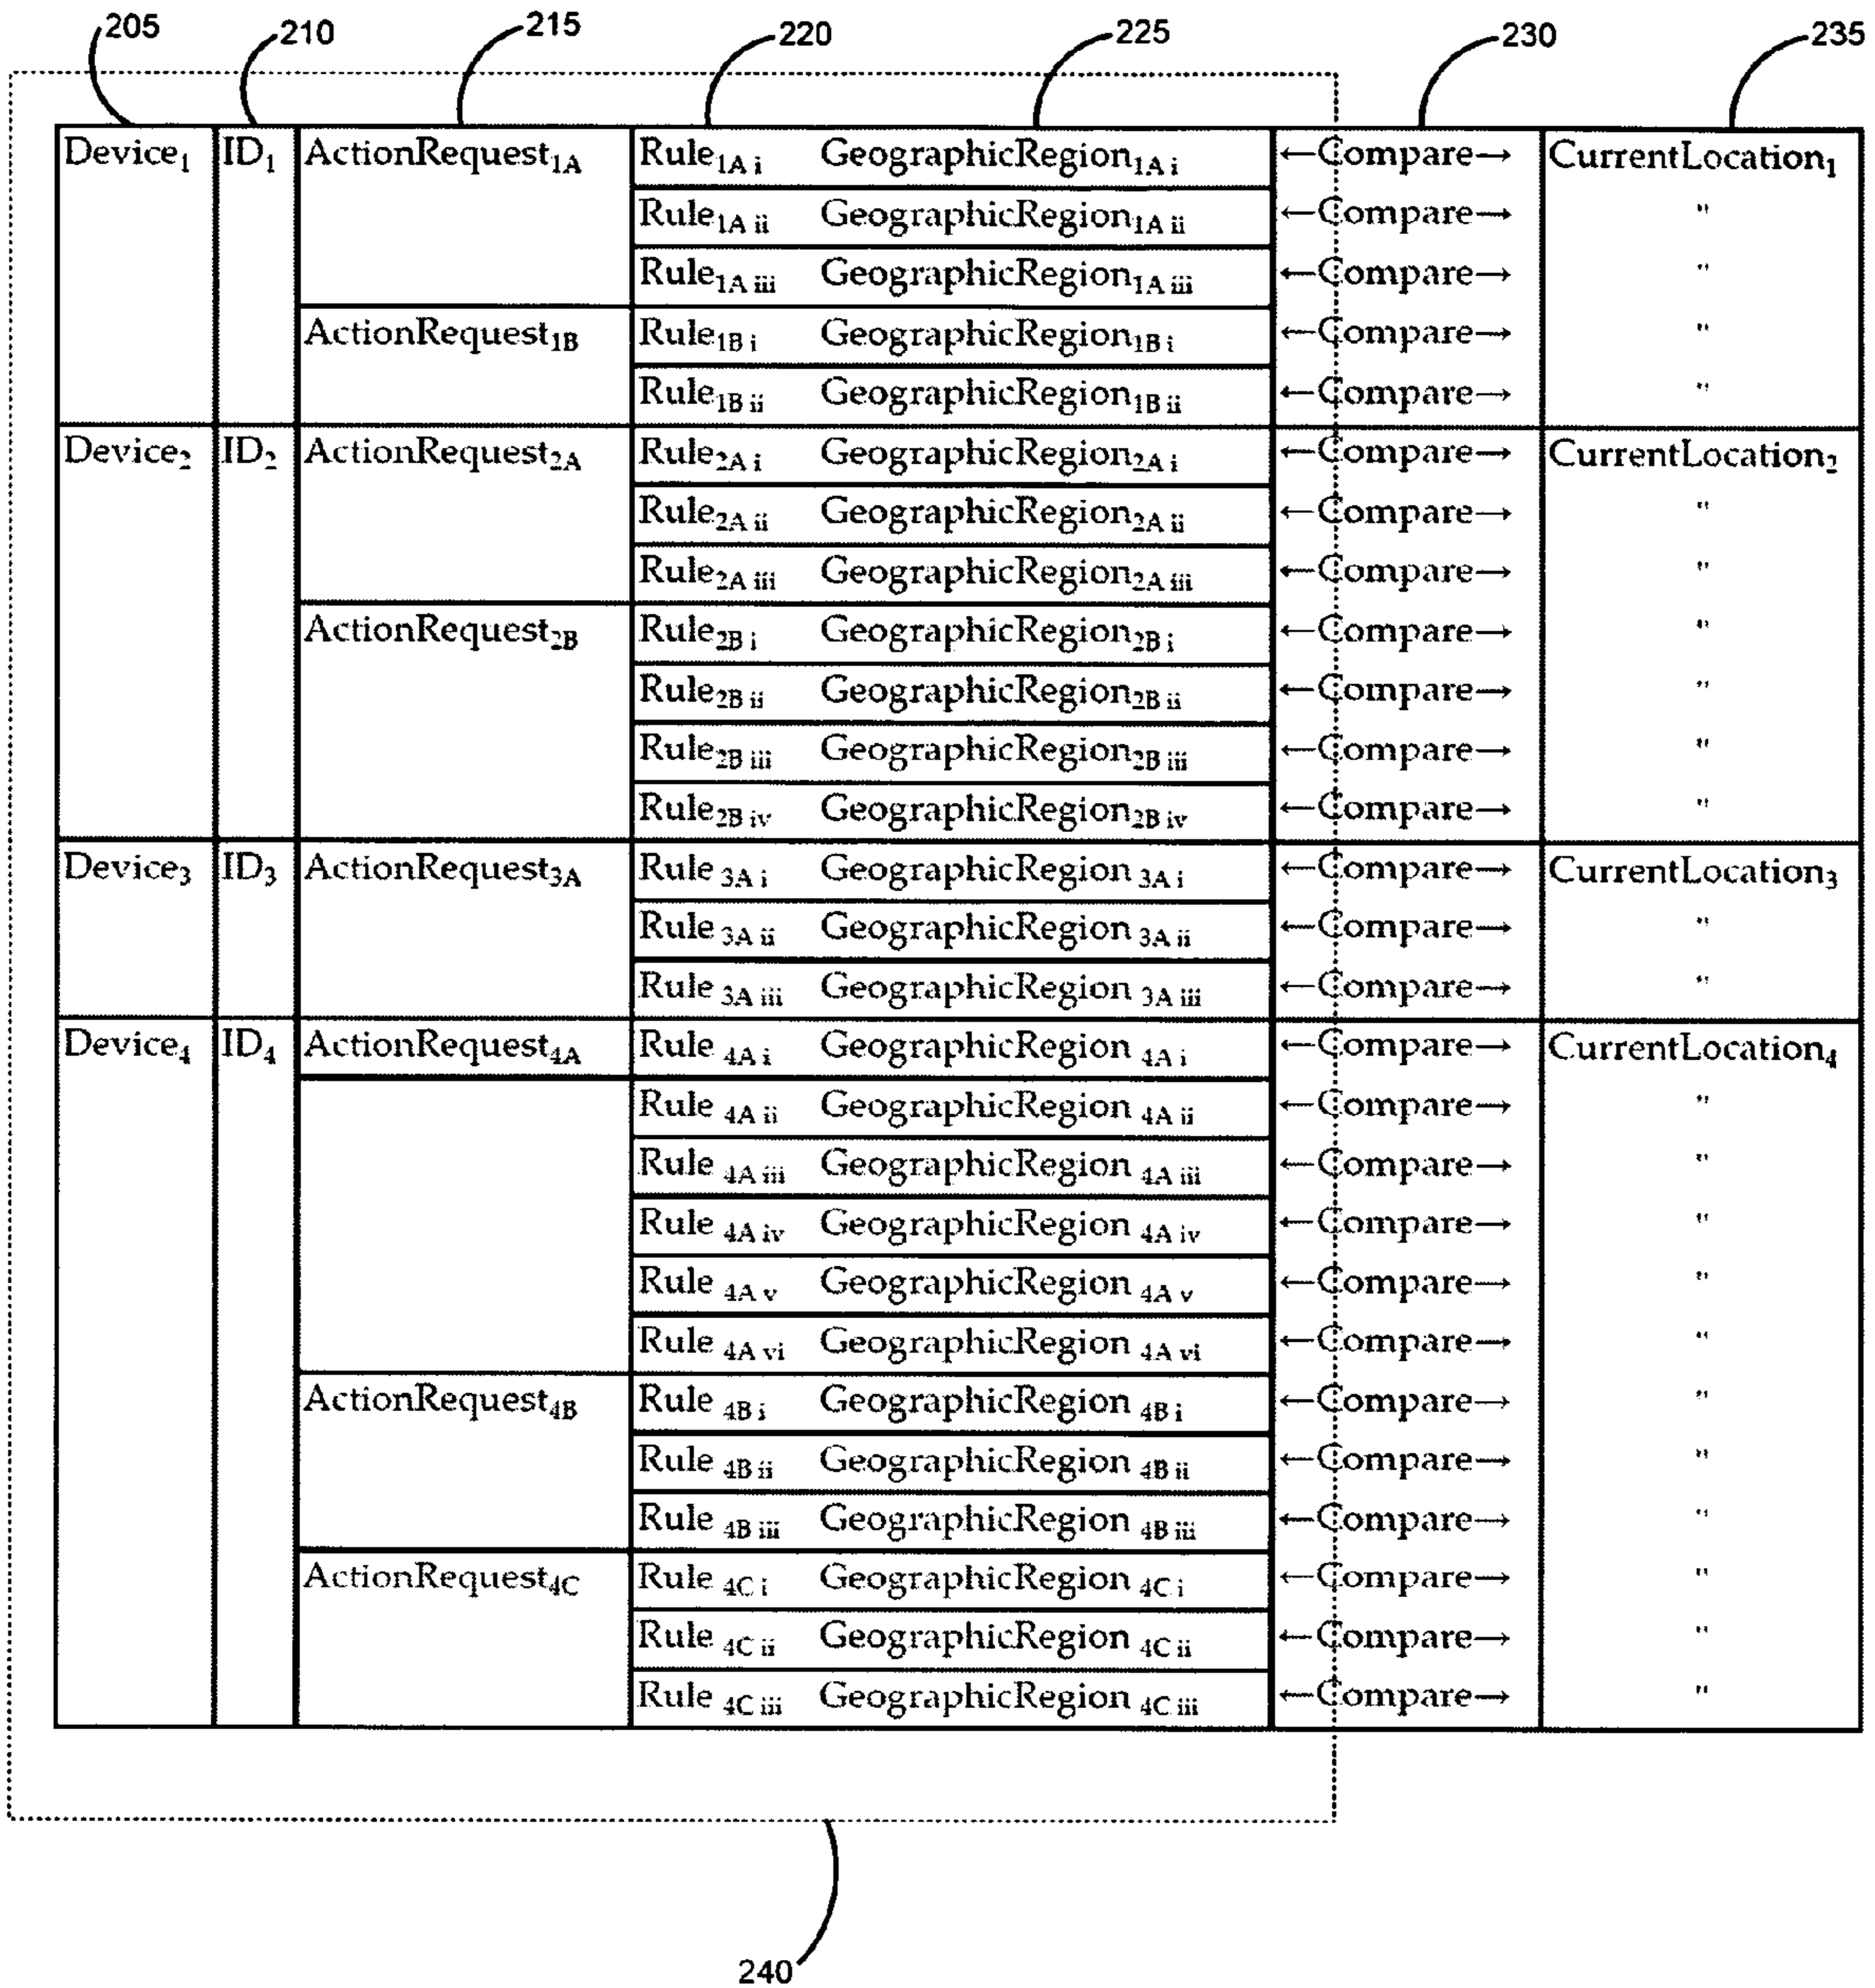 205 210 215 220 225 230 235
Device₁ ID₁ ActionRequest₁A Rule₁A i GeographicRegion₁A i ←Compare→ CurrentLocation₁
Rule₁A ii GeographicRegion₁A ii ←Compare→ "
Rule₁A iii GeographicRegion₁A iii ←Compare→ "
ActionRequest₁B Rule₁B i GeographicRegion₁B i ←Compare→ "
Rule₁B ii GeographicRegion₁B ii ←Compare→ "
Device₂ ID₂ ActionRequest₂A Rule₂A i GeographicRegion₂A i ←Compare→ CurrentLocation₂
Rule₂A ii GeographicRegion₂A ii ←Compare→ "
Rule₂A iii GeographicRegion₂A iii ←Compare→ "
ActionRequest₂B Rule₂B i GeographicRegion₂B i ←Compare→ "
Rule₂B ii GeographicRegion₂B ii ←Compare→ "
Rule₂B iii GeographicRegion₂B iii ←Compare→ "
Rule₂B iv GeographicRegion₂B iv ←Compare→ "
Device₃ ID₃ ActionRequest₃A Rule ₃A i GeographicRegion ₃A i ←Compare→ CurrentLocation₃
Rule ₃A ii GeographicRegion ₃A ii ←Compare→ "
Rule ₃A iii GeographicRegion ₃A iii ←Compare→ "
Device₄ ID₄ ActionRequest₄A Rule ₄A i GeographicRegion ₄A i ←Compare→ CurrentLocation₄
Rule ₄A ii GeographicRegion ₄A ii ←Compare→ "
Rule ₄A iii GeographicRegion ₄A iii ←Compare→ "
Rule ₄A iv GeographicRegion ₄A iv ←Compare→ "
Rule ₄A v GeographicRegion ₄A v ←Compare→ "
Rule ₄A vi GeographicRegion ₄A vi ←Compare→ "
ActionRequest₄B Rule ₄B i GeographicRegion ₄B i ←Compare→ "
Rule ₄B ii GeographicRegion ₄B ii ←Compare→ "
Rule ₄B iii GeographicRegion ₄B iii ←Compare→ "
ActionRequest₄C Rule ₄C i GeographicRegion ₄C i ←Compare→ "
Rule ₄C ii GeographicRegion ₄C ii ←Compare→ "
Rule ₄C iii GeographicRegion ₄C iii ←Compare→ "
240